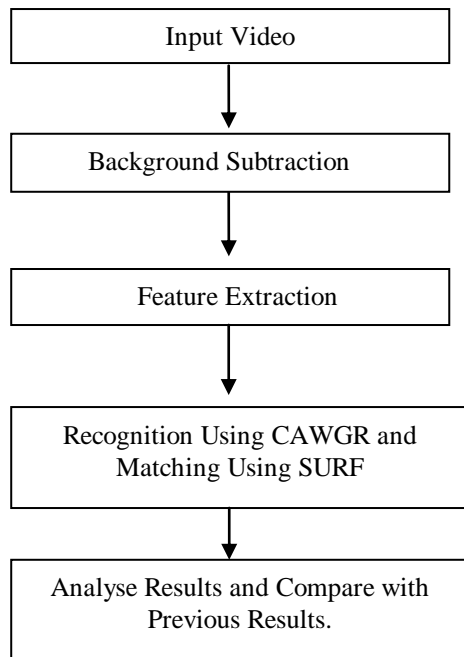 Input Video
Background Subtraction
Feature Extraction
Recognition Using CAWGR and
Matching Using SURF
Analyse Results and Compare with
Previous Results.